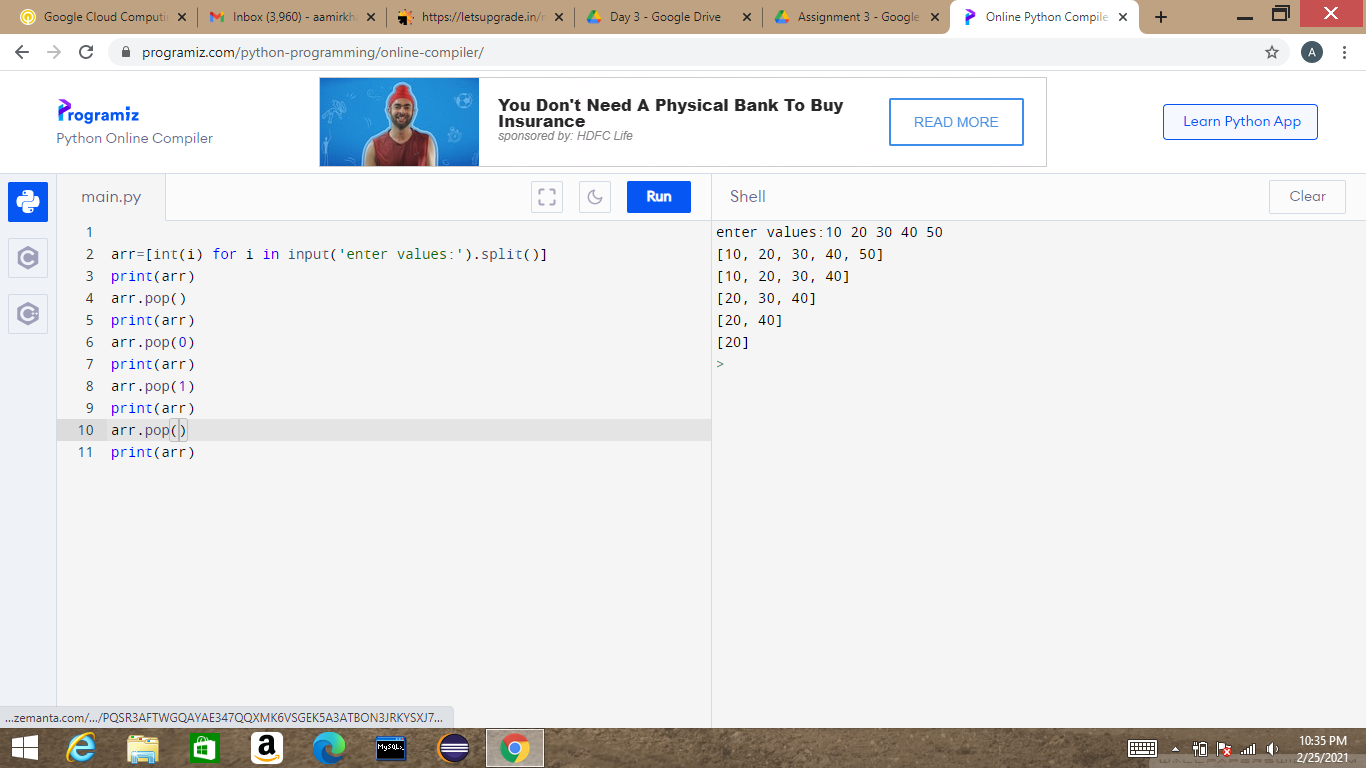 Google Cloud Computi
Inbox (3,960) - aamirkh
https://letsupgrade.in/
Day 3 - Google Drive
Assignment 3 - Google
Online Python Compile
programiz.com/python-programming/online-compiler/
A
Programiz
Python Online Compiler
You Don't Need A Physical Bank To Buy
Insurance
sponsored by: HDFC Life
READ MORE
Learn Python App
main.py
Run
Shell
Clear
1
2 arr=[int(i) for i in input('enter values:').split()]
3 print(arr)
4 arr.pop()
5 print(arr)
6 arr.pop(0)
7 print(arr)
8 arr.pop(1)
9 print(arr)
10 arr.pop()
11 print(arr)
enter values:10 20 30 40 50
[10, 20, 30, 40, 50]
[10, 20, 30, 40]
[20, 30, 40]
[20, 40]
[20]
>
...zemanta.com/.../PQSR3AFTWGQAYAE347QQXMK6VSGEK5A3ATBON3JRKYSXJ7...
MySQL
10:35 PM
2/25/2021